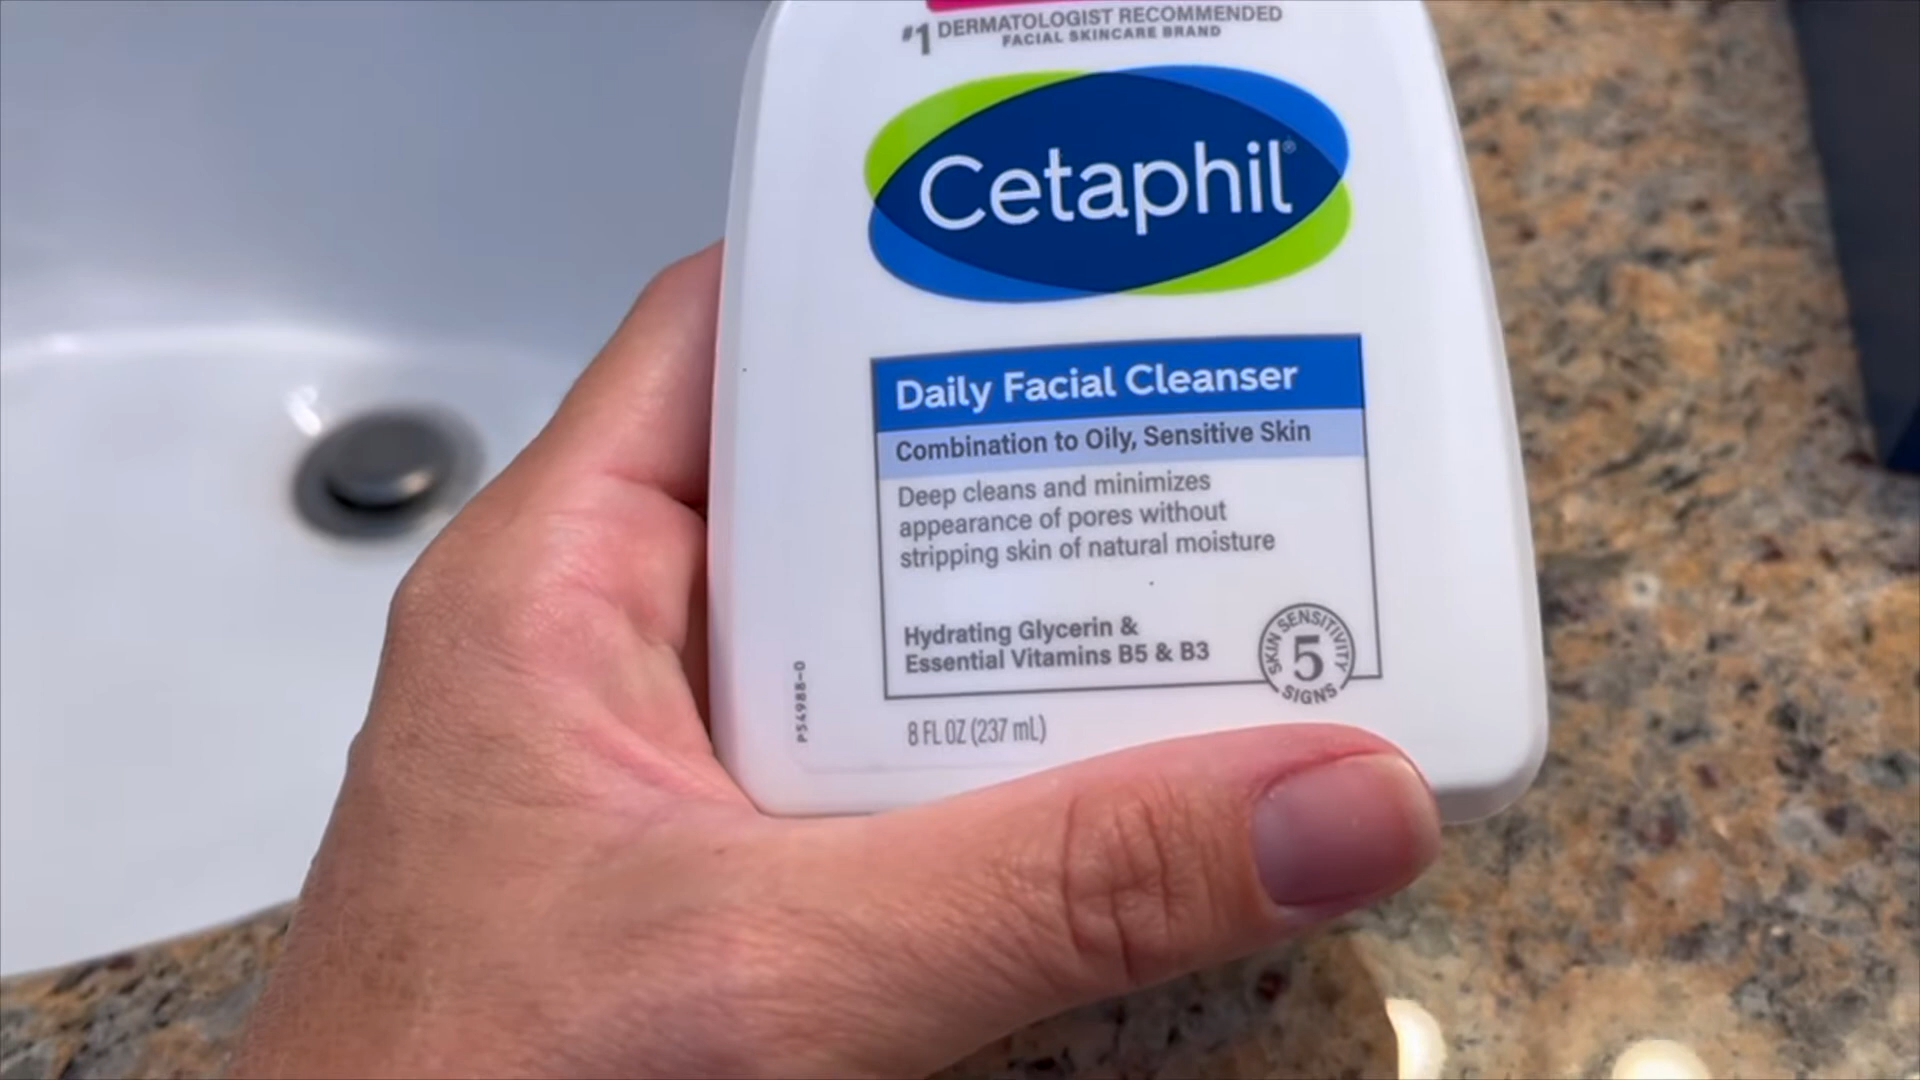 #1 DERMATOLOGIST RECOMMENDED
FACIAL SKINCARE BRAND
Cetaphil®
Daily Facial Cleanser
Combination to Oily, Sensitive Skin
Deep cleans and minimizes
appearance of pores without
stripping skin of natural moisture
Hydrating Glycerin &
Essential Vitamins B5 & B3
SKIN SENSITIVITY
5
SIGNS
P54988-0
8 FL OZ (237 mL)